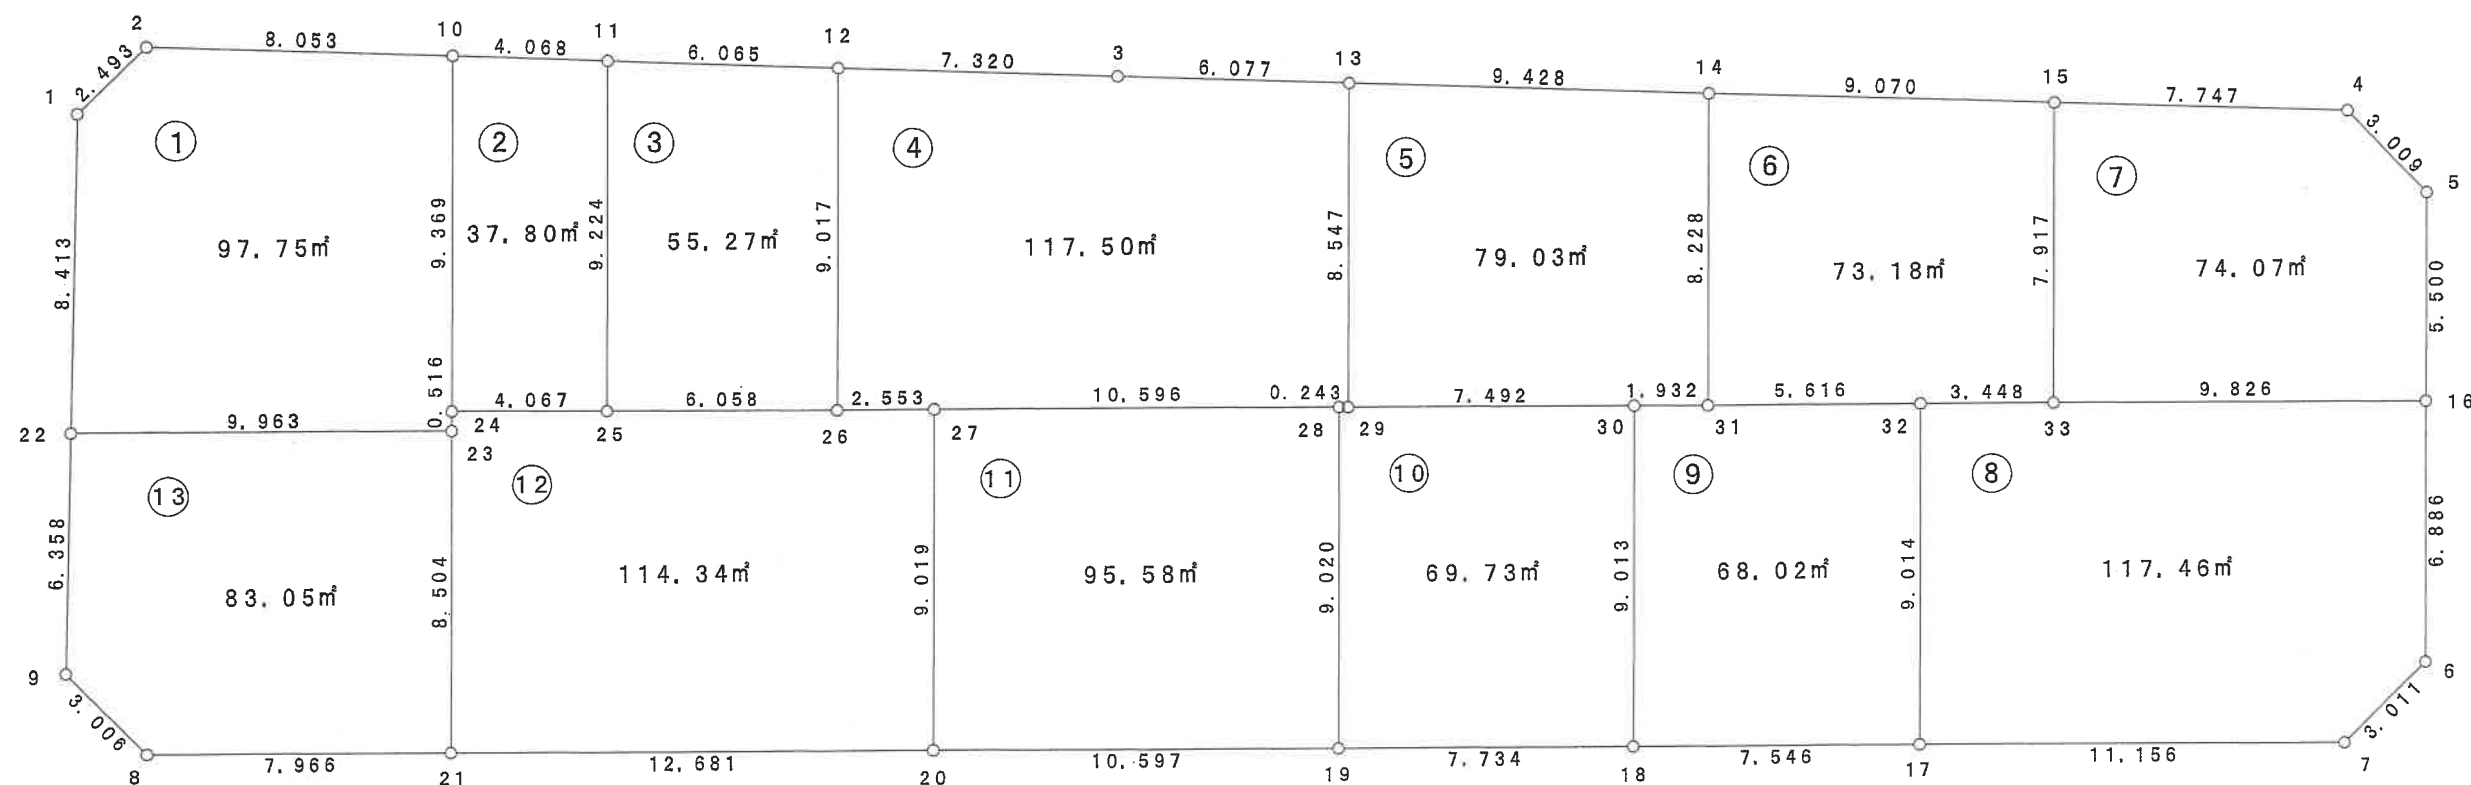 2 10 11 12 3 13 14 15 4
8.053 4.068 6.065 7.320 6.077 9.428 9.070 7.747
1 2.493 3.009 5
① ② ③ ④ ⑤ ⑥ ⑦
8.413 9.369 9.224 9.017 8.547 8.228 7.917 5.500
97.75㎡ 37.80㎡ 55.27㎡ 117.50㎡ 79.03㎡ 73.18㎡ 74.07㎡
0.516 4.067 6.058 2.553 10.596 0.243 7.492 1.932 5.616 3.448 9.826
22 9.963 24 25 26 27 28 29 30 31 32 33 16
23
⑬ ⑫ ⑪ ⑩ ⑨ ⑧
6.358 8.504 9.019 9.020 9.013 9.014 6.886
83.05㎡ 114.34㎡ 95.58㎡ 69.73㎡ 68.02㎡ 117.46㎡
9 3.006 3.011 6
7.966 12.681 10.597 7.734 7.546 11.156
8 21 20 19 18 17 7